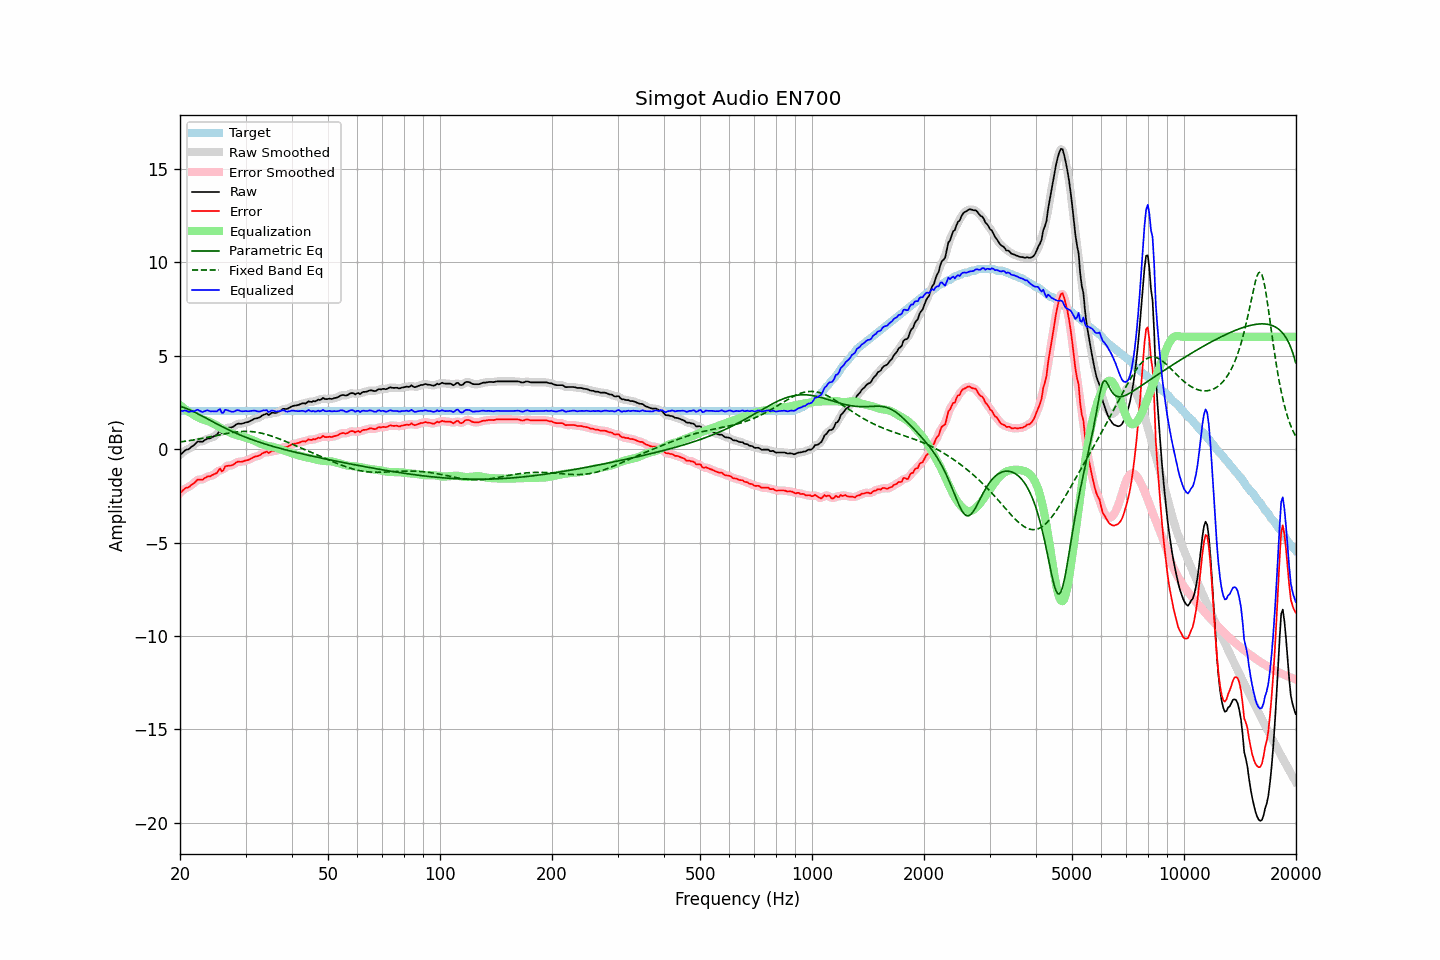 Simgot Audio EN700
Target
Raw Smoothed
Error Smoothed
Raw
Error
Equalization
Parametric Eq
Fixed Band Eq
Equalized
Amplitude (dBr)
15
10
5
0
−5
−10
−15
−20
20
50
100
200
500
1000
2000
5000
10000
20000
Frequency (Hz)